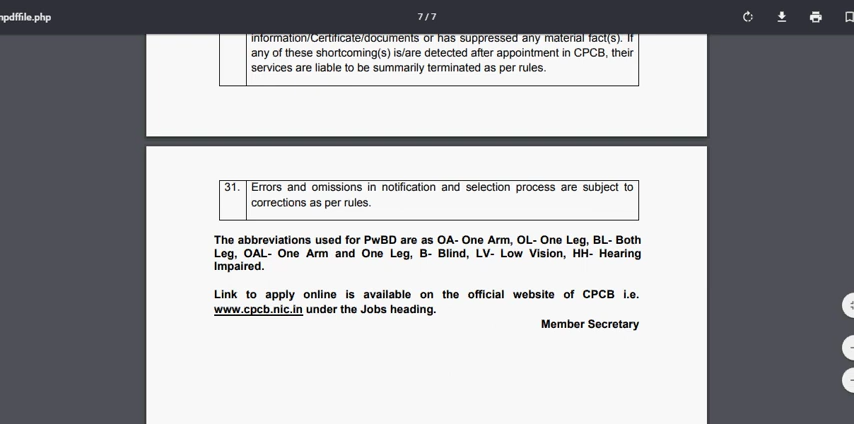 npdffile.php
7 / 7
information/Certificate/documents or has suppressed any material fact(s). If
any of these shortcoming(s) is/are detected after appointment in CPCB, their
services are liable to be summarily terminated as per rules.
31. Errors and omissions in notification and selection process are subject to
corrections as per rules.
The abbreviations used for PwBD are as OA- One Arm, OL- One Leg, BL- Both
Leg, OAL- One Arm and One Leg, B- Blind, LV- Low Vision, HH- Hearing
Impaired.
Link to apply online is available on the official website of CPCB i.e.
www.cpcb.nic.in under the Jobs heading.
Member Secretary